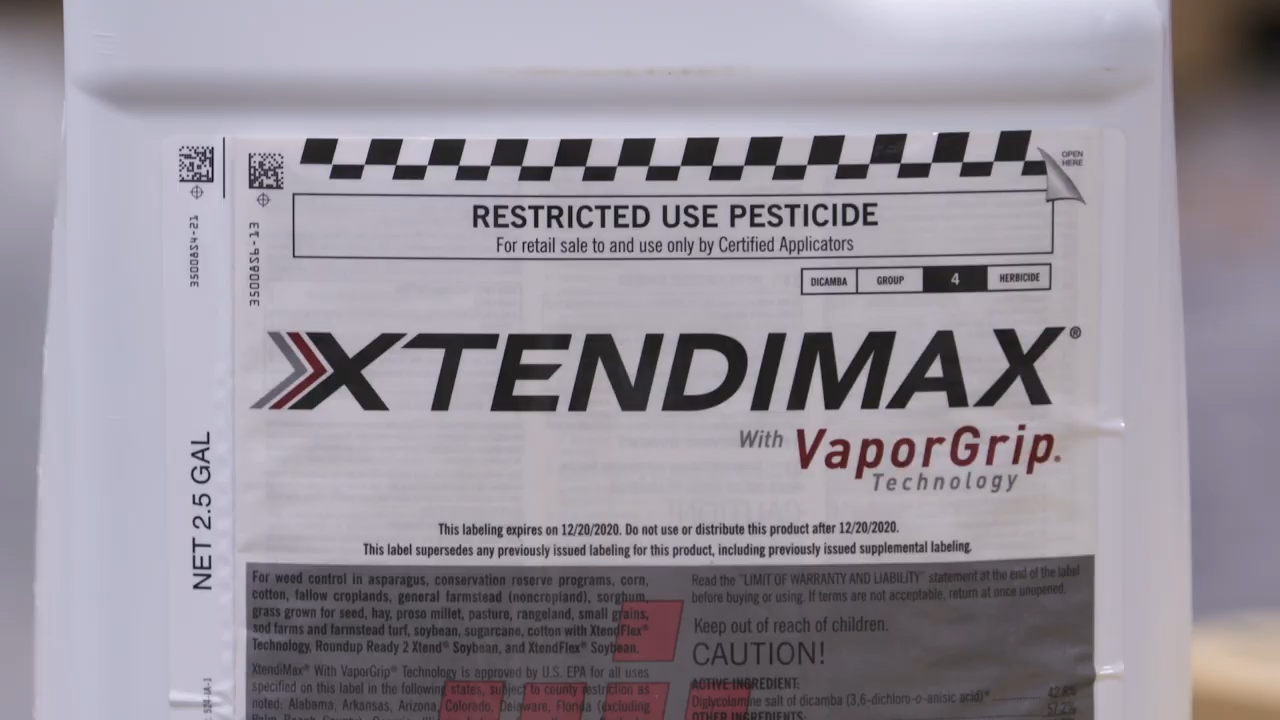 OPEN
HERE
RESTRICTED USE PESTICIDE
For retail sale to and use only by Certified Applicators
DICAMBA GROUP 4 HERBICIDE
3500854-21
3500856-13
XTENDIMAX®
With VaporGrip®
Technology
NET 2.5 GAL
This labeling expires on 12/20/2020. Do not use or distribute this product after 12/20/2020.
This label supersedes any previously issued labeling for this product, including previously issued supplemental labeling.
For weed control in asparagus, conservation reserve programs, corn,
cotton, fallow croplands, general farmstead (noncropland), sorghum,
grass grown for seed, hay, proso millet, pasture, rangeland, small grains,
sod farms and farmstead turf, soybean, sugarcane, cotton with XtendFlex®
Technology, Roundup Ready 2 Xtend® Soybean, and XtendFlex® Soybean.
XtendiMax® With VaporGrip® Technology is approved by U.S. EPA for all uses
specified on this label in the following states, subject to county restriction as
noted: Alabama, Arkansas, Arizona, Colorado, Delaware, Florida (excluding
Read the "LIMIT OF WARRANTY AND LIABILITY" statement at the end of the label
before buying or using. If terms are not acceptable, return at once unopened.
Keep out of reach of children.
CAUTION!
ACTIVE INGREDIENT:
Diglycolamine salt of dicamba (3,6-dichloro-o-anisic acid)* 42.8%
OTHER INGREDIENTS: 57.2%